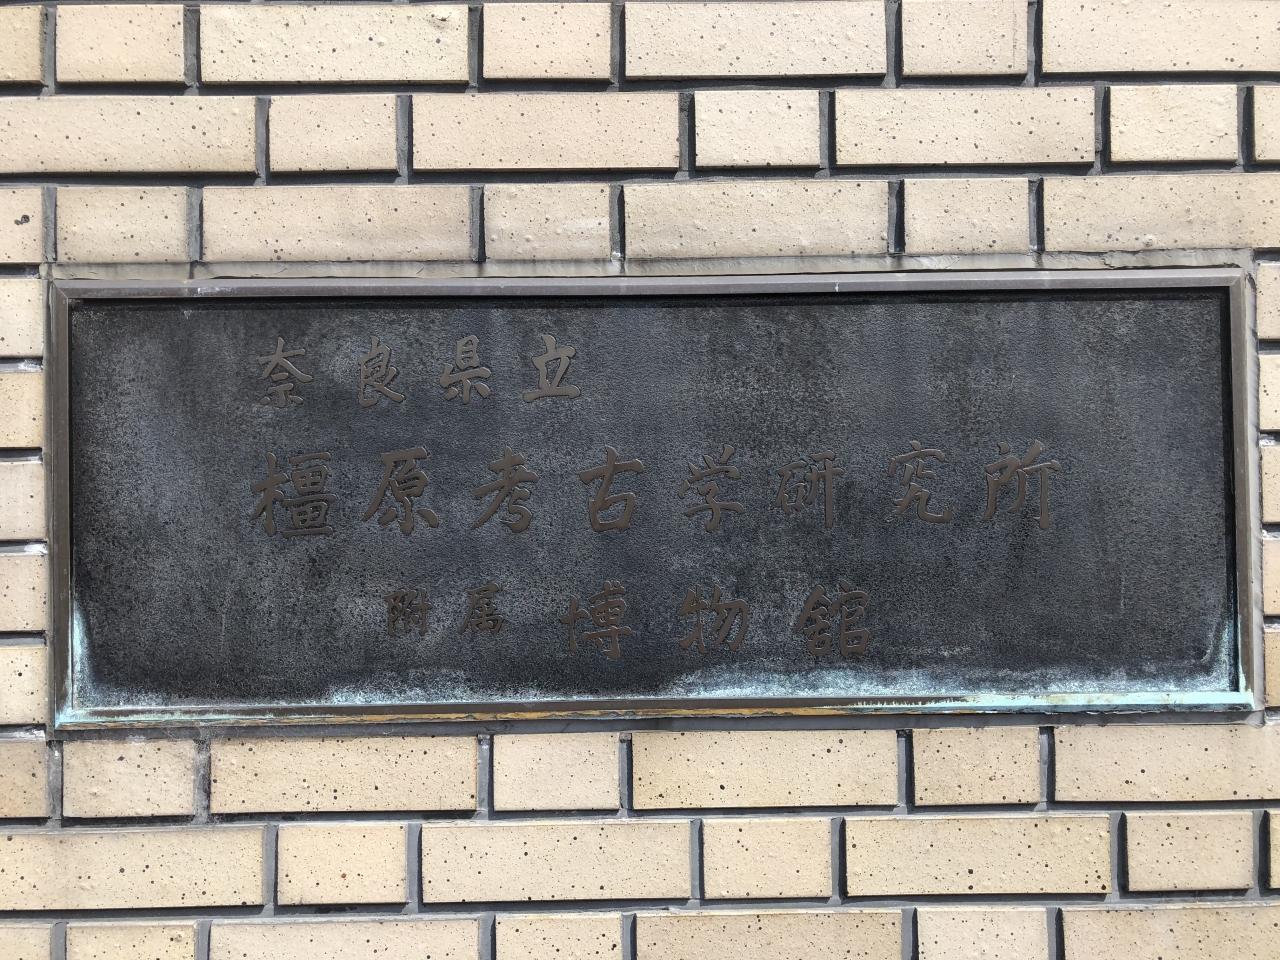 奈良県立
橿原考古学研究所
附属博物館